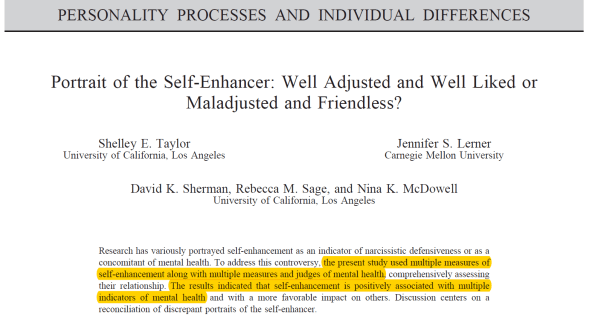 PERSONALITY PROCESSES AND INDIVIDUAL DIFFERENCES
Portrait of the Self-Enhancer: Well Adjusted and Well Liked or
Maladjusted and Friendless?
Shelley E. Taylor
University of California, Los Angeles
Jennifer S. Lerner
Carnegie Mellon University
David K. Sherman, Rebecca M. Sage, and Nina K. McDowell
University of California, Los Angeles
Research has variously portrayed self-enhancement as an indicator of narcissistic defensiveness or as a
concomitant of mental health. To address this controversy, the present study used multiple measures of
self-enhancement along with multiple measures and judges of mental health, comprehensively assessing
their relationship. The results indicated that self-enhancement is positively associated with multiple
indicators of mental health and with a more favorable impact on others. Discussion centers on a
reconciliation of discrepant portraits of the self-enhancer.